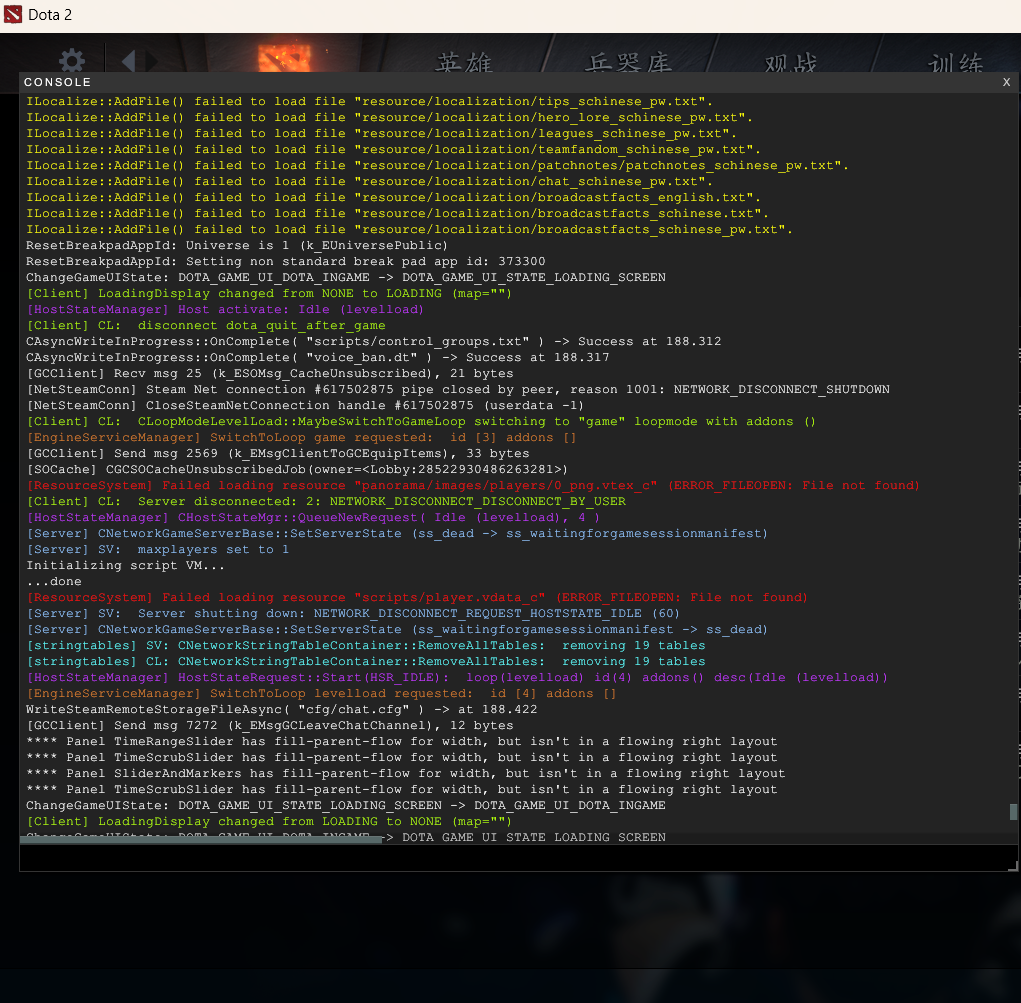 Dota 2
英雄
兵器库
观战
训练
CONSOLE
X
ILocalize::AddFile() failed to load file "resource/localization/tips_schinese_pw.txt".
ILocalize::AddFile() failed to load file "resource/localization/hero_lore_schinese_pw.txt".
ILocalize::AddFile() failed to load file "resource/localization/leagues_schinese_pw.txt".
ILocalize::AddFile() failed to load file "resource/localization/teamfandom_schinese_pw.txt".
ILocalize::AddFile() failed to load file "resource/localization/patchnotes/patchnotes_schinese_pw.txt".
ILocalize::AddFile() failed to load file "resource/localization/chat_schinese_pw.txt".
ILocalize::AddFile() failed to load file "resource/localization/broadcastfacts_english.txt".
ILocalize::AddFile() failed to load file "resource/localization/broadcastfacts_schinese.txt".
ILocalize::AddFile() failed to load file "resource/localization/broadcastfacts_schinese_pw.txt".
ResetBreakpadAppId: Universe is 1 (k_EUniversePublic)
ResetBreakpadAppId: Setting non standard break pad app id: 373300
ChangeGameUIState: DOTA_GAME_UI_DOTA_INGAME -> DOTA_GAME_UI_STATE_LOADING_SCREEN
[Client] LoadingDisplay changed from NONE to LOADING (map="")
[HostStateManager] Host activate: Idle (levelload)
[Client] CL:  disconnect dota_quit_after_game
CAsyncWriteInProgress::OnComplete( "scripts/control_groups.txt" ) -> Success at 188.312
CAsyncWriteInProgress::OnComplete( "voice_ban.dt" ) -> Success at 188.317
[GCClient] Recv msg 25 (k_ESOMsg_CacheUnsubscribed), 21 bytes
[NetSteamConn] Steam Net connection #617502875 pipe closed by peer, reason 1001: NETWORK_DISCONNECT_SHUTDOWN
[NetSteamConn] CloseSteamNetConnection handle #617502875 (userdata -1)
[Client] CL:  CLoopModeLevelLoad::MaybeSwitchToGameLoop switching to "game" loopmode with addons ()
[EngineServiceManager] SwitchToLoop game requested:  id [3] addons []
[GCClient] Send msg 2569 (k_EMsgClientToGCEquipItems), 33 bytes
[SOCache] CGCSOCacheUnsubscribedJob(owner=<Lobby:28522930486263281>)
[ResourceSystem] Failed loading resource "panorama/images/players/0_png.vtex_c" (ERROR_FILEOPEN: File not found)
[Client] CL:  Server disconnected: 2: NETWORK_DISCONNECT_DISCONNECT_BY_USER
[HostStateManager] CHostStateMgr::QueueNewRequest( Idle (levelload), 4 )
[Server] CNetworkGameServerBase::SetServerState (ss_dead -> ss_waitingforgamesessionmanifest)
[Server] SV:  maxplayers set to 1
Initializing script VM...
...done
[ResourceSystem] Failed loading resource "scripts/player.vdata_c" (ERROR_FILEOPEN: File not found)
[Server] SV:  Server shutting down: NETWORK_DISCONNECT_REQUEST_HOSTSTATE_IDLE (60)
[Server] CNetworkGameServerBase::SetServerState (ss_waitingforgamesessionmanifest -> ss_dead)
[stringtables] SV: CNetworkStringTableContainer::RemoveAllTables:  removing 19 tables
[stringtables] CL: CNetworkStringTableContainer::RemoveAllTables:  removing 19 tables
[HostStateManager] HostStateRequest::Start(HSR_IDLE):  loop(levelload) id(4) addons() desc(Idle (levelload))
[EngineServiceManager] SwitchToLoop levelload requested:  id [4] addons []
WriteSteamRemoteStorageFileAsync( "cfg/chat.cfg" ) -> at 188.422
[GCClient] Send msg 7272 (k_EMsgGCLeaveChatChannel), 12 bytes
**** Panel TimeRangeSlider has fill-parent-flow for width, but isn't in a flowing right layout
**** Panel TimeScrubSlider has fill-parent-flow for width, but isn't in a flowing right layout
**** Panel SliderAndMarkers has fill-parent-flow for width, but isn't in a flowing right layout
**** Panel TimeScrubSlider has fill-parent-flow for width, but isn't in a flowing right layout
ChangeGameUIState: DOTA_GAME_UI_STATE_LOADING_SCREEN -> DOTA_GAME_UI_DOTA_INGAME
[Client] LoadingDisplay changed from LOADING to NONE (map="")
ChangeGameUIState: DOTA_GAME_UI_DOTA_INGAME -> DOTA_GAME_UI_STATE_LOADING_SCREEN